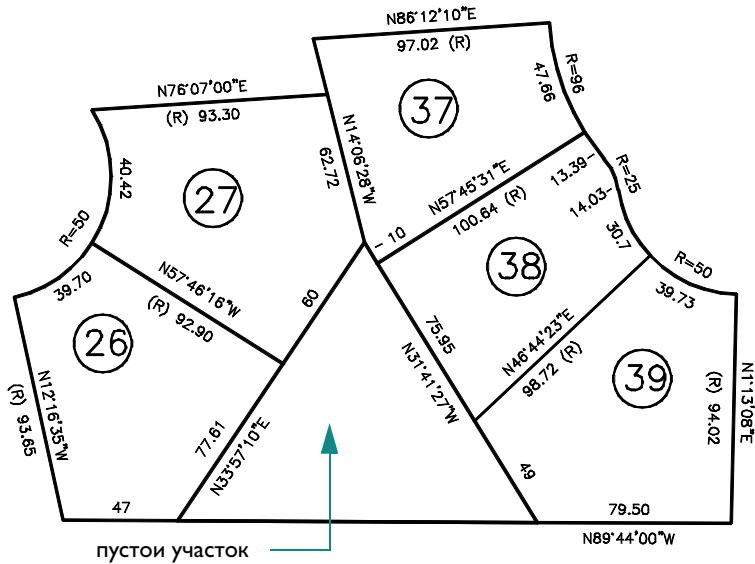 N86°12'10"E
97.02 (R)
R=96
47.66
37
N76°07'00"E
(R) 93.30
N14°06'28"W
62.72
40.42
27
R=50
N57°45'31"E
100.64 (R)
13.39
R=25
14.03
30.7
10
38
R=50
39.73
39.70
N57°46'16"W
(R) 92.90
60
26
75.95
N31°41'27"W
N46°44'23"E
98.72 (R)
39
N12°16'35"W
(R) 93.65
N1°13'08"E
(R) 94.02
77.61
N33°57'10"E
49
47
79.50
N89°44'00"W
пустои участок